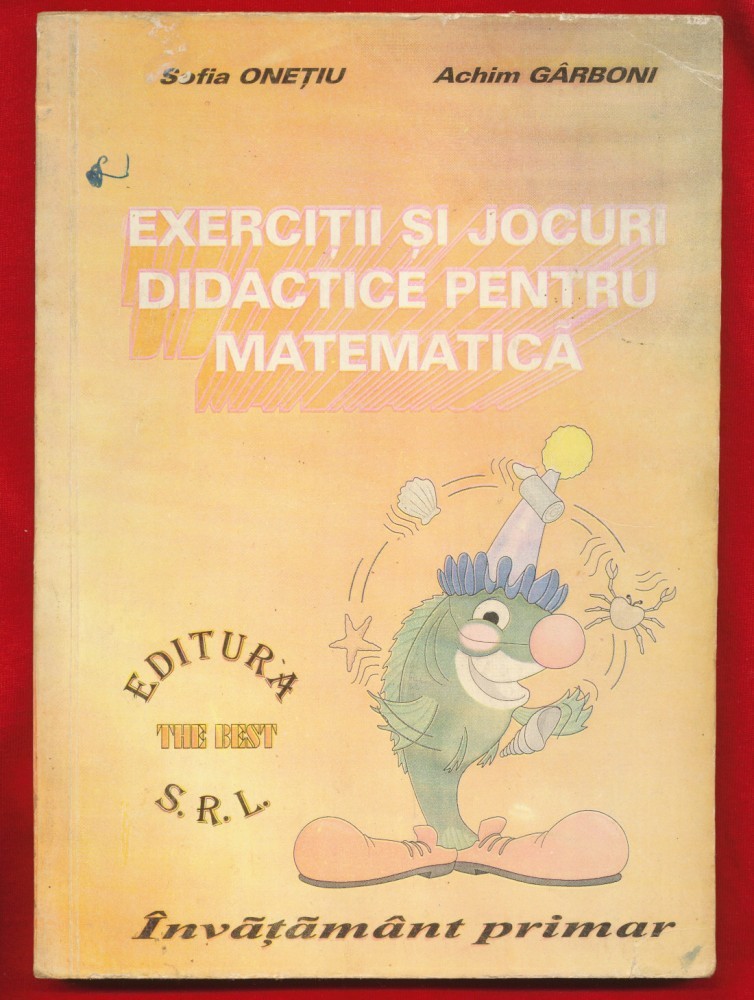 Sofia ONEȚIU Achim GÂRBONI
EXERCIȚII ȘI JOCURI
DIDACTICE PENTRU
MATEMATICĂ
EDITURA
THE BEST
S.R.L.
Învățământ primar